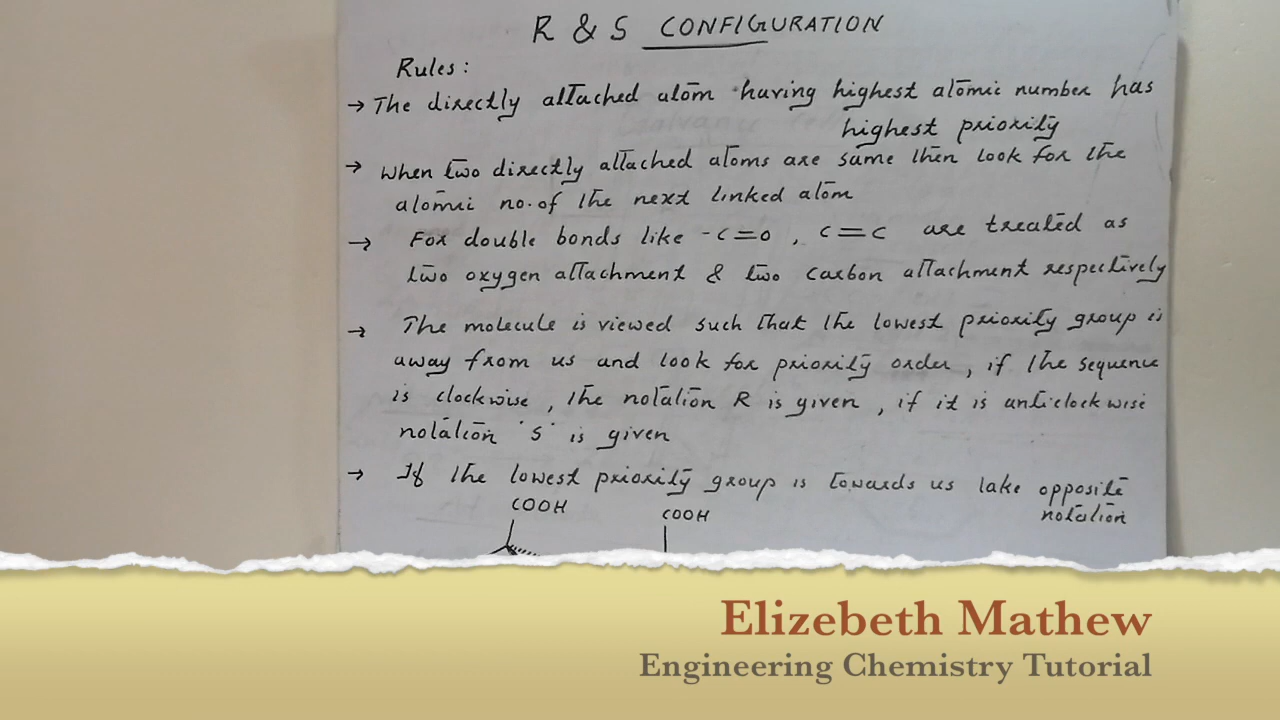 R & S CONFIGURATION
Rules:
→ The directly attached atom having highest atomic number has
highest priority
→ when two directly attached atoms are same then look for the
atomic no. of the next linked atom
→ For double bonds like -C=O, C=C are treated as
two oxygen attachment & two carbon attachment respectively
→ The molecule is viewed such that the lowest priority group is
away from us and look for priority order, if the sequence
is clockwise, the notation R is given, if it is anticlockwise
notation 'S' is given
→ If the lowest priority group is towards us take opposite
notation
COOH COOH
Elizebeth Mathew
Engineering Chemistry Tutorial